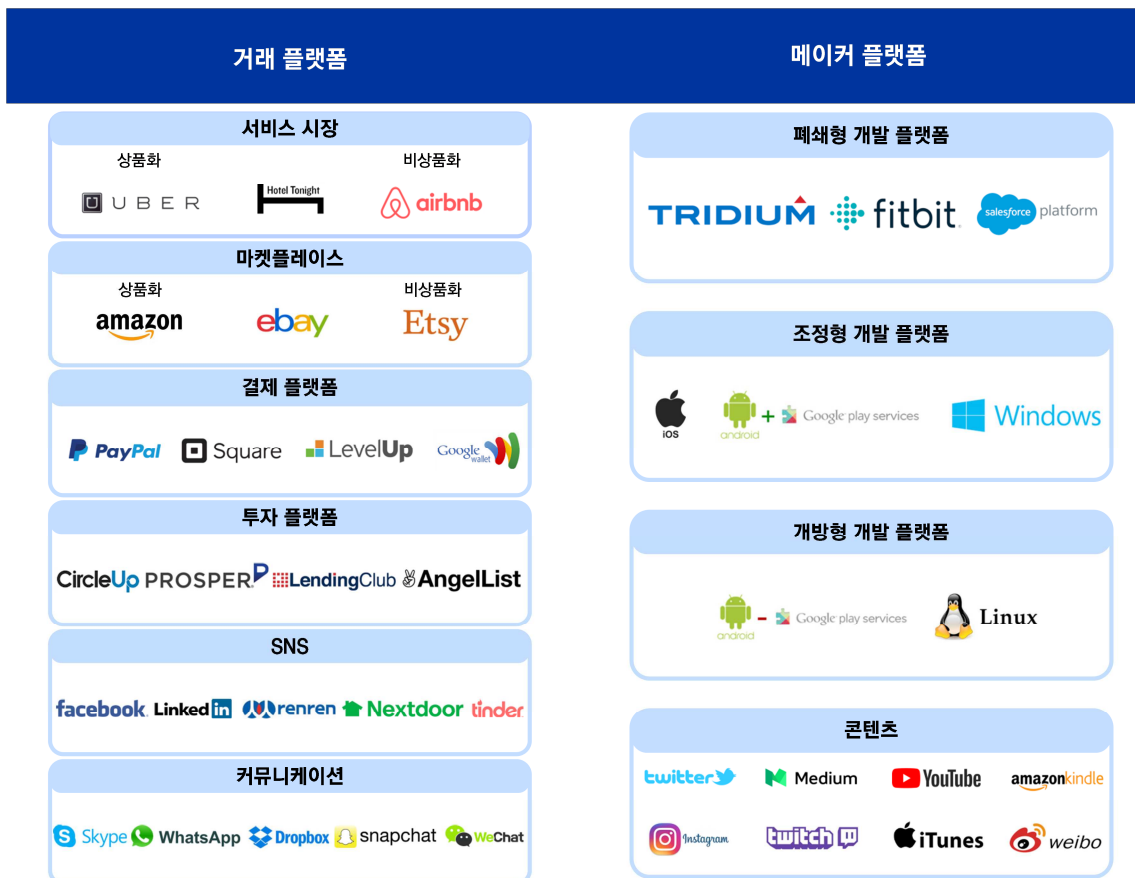 거래 플랫폼
메이커 플랫폼
서비스 시장
상품화 비상품화
UBER Hotel Tonight airbnb
마켓플레이스
상품화 비상품화
amazon ebay Etsy
결제 플랫폼
PayPal Square LevelUp Google wallet
투자 플랫폼
CircleUp PROSPER LendingClub AngelList
SNS
facebook LinkedIn renren Nextdoor tinder
커뮤니케이션
Skype WhatsApp Dropbox snapchat WeChat
폐쇄형 개발 플랫폼
TRIDIUM fitbit salesforce platform
조정형 개발 플랫폼
iOS android + Google play services Windows
개방형 개발 플랫폼
android - Google play services Linux
콘텐츠
twitter Medium YouTube amazonkindle
Instagram twitch iTunes weibo